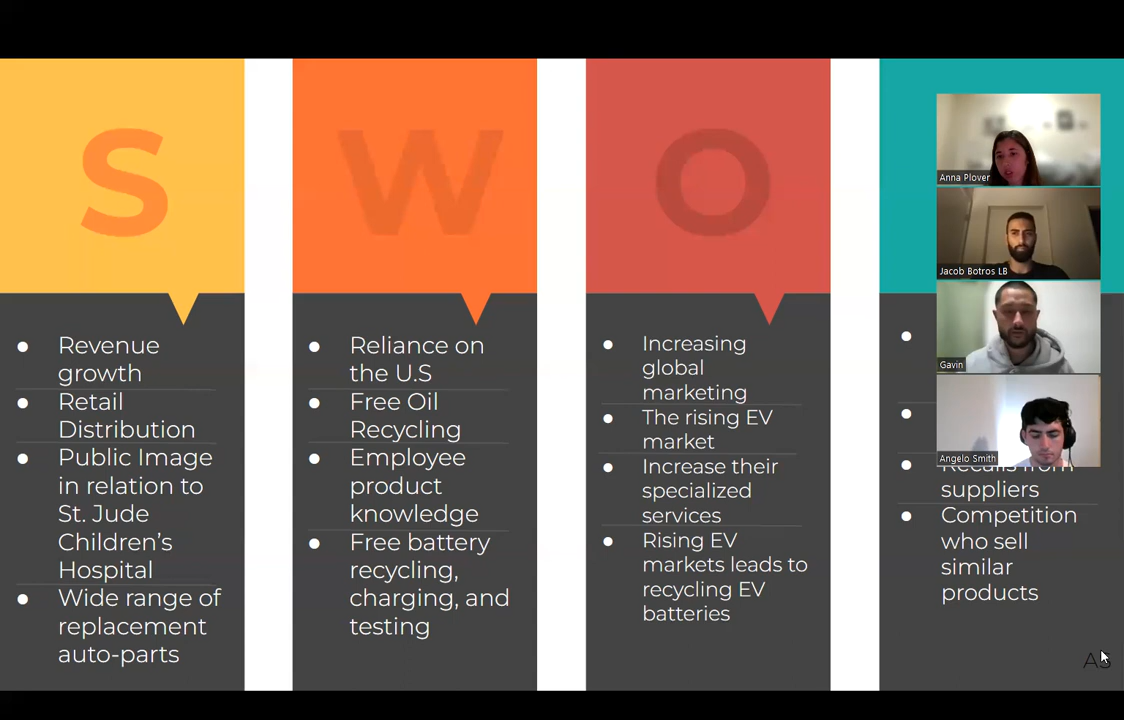 S
Revenue
growth
Retail
Distribution
Public Image
in relation to
St. Jude
Children's
Hospital
Wide range of
replacement
auto-parts
W
Reliance on
the U.S
Free Oil
Recycling
Employee
product
knowledge
Free battery
recycling,
charging, and
testing
O
Increasing
global
marketing
The rising EV
market
Increase their
specialized
services
Rising EV
markets leads to
recycling EV
batteries
Anna Plover
Jacob Botros LB
Gavin
Angelo Smith
Recalls from
suppliers
Competition
who sell
similar
products
AS